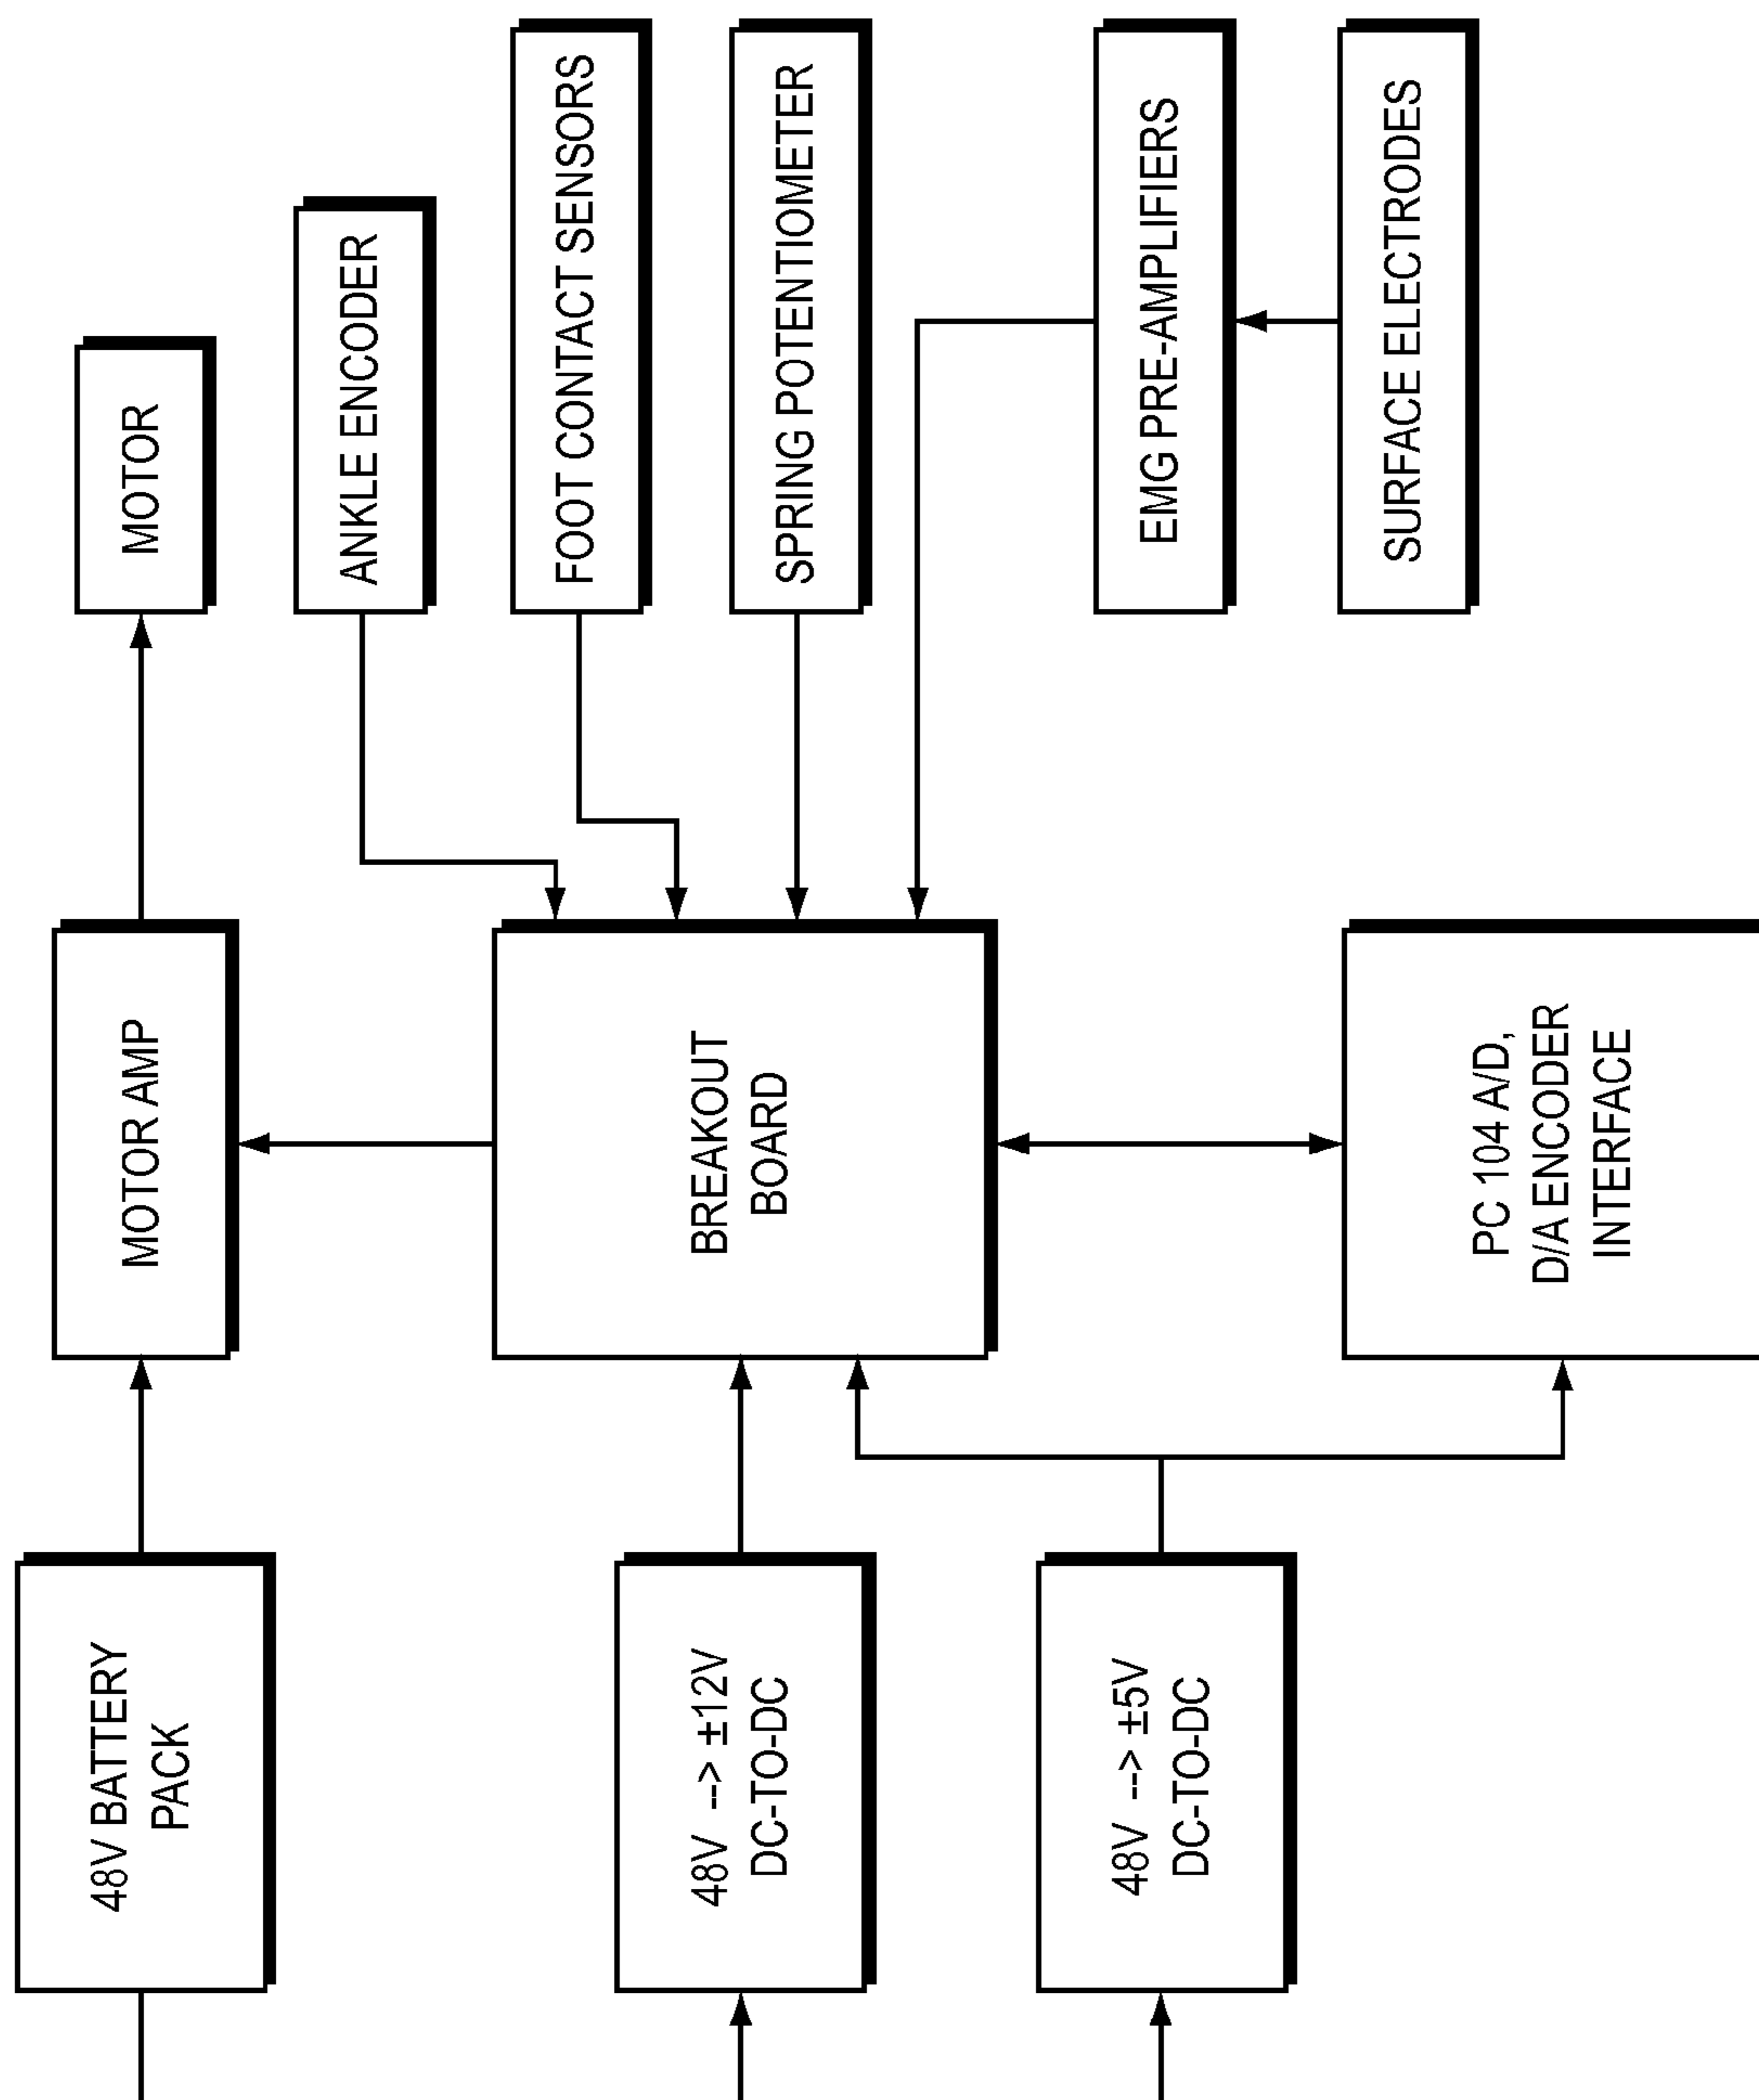 48V BATTERY
PACK
MOTOR AMP
MOTOR
ANKLE ENCODER
FOOT CONTACT SENSORS
SPRING POTENTIOMETER
48V --> ±12V
DC-TO-DC
BREAKOUT
BOARD
48V --> ±5V
DC-TO-DC
EMG PRE-AMPLIFIERS
SURFACE ELECTRODES
PC 104 A/D,
D/A ENCODER
INTERFACE